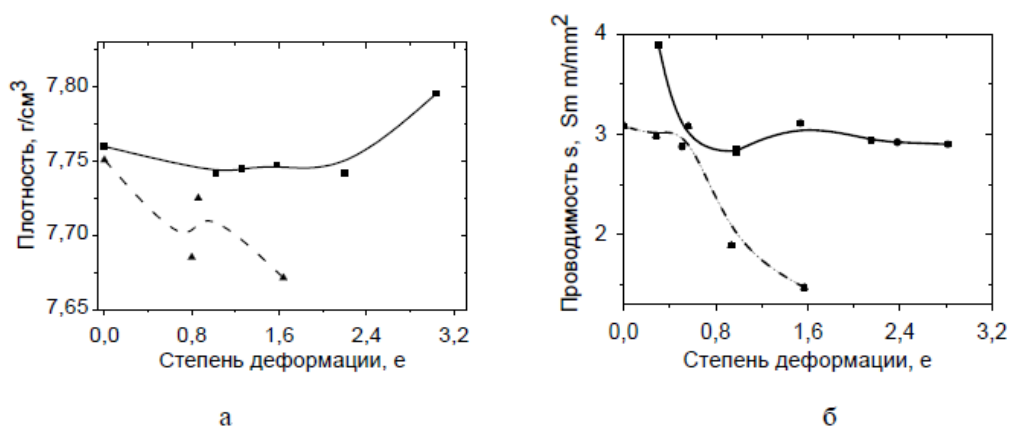 Плотность, г/см³
7,80
7,75
7,70
7,65
0,0 0,8 1,6 2,4 3,2
Степень деформации, е
а
Проводимость s, Sm m/mm²
4
3
2
0,0 0,8 1,6 2,4 3,2
Степень деформации, е
б